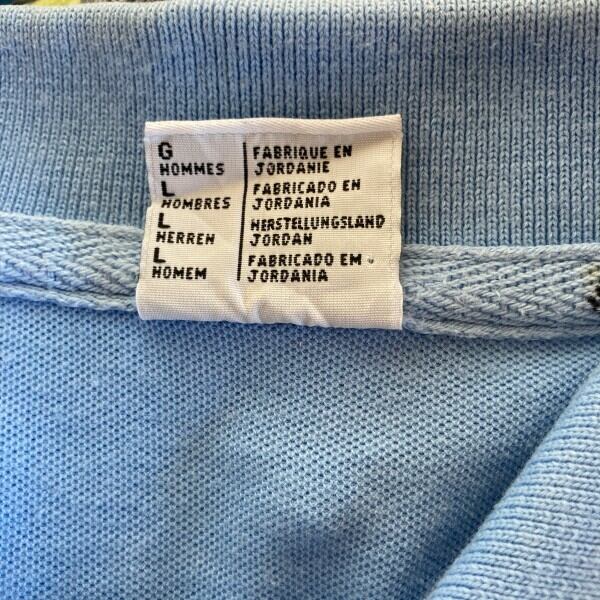 G
HOMMES
L
HOMBRES
L
HERREN
L
HOMEM
FABRIQUE EN
JORDANIE
FABRICADO EN
JORDANIA
HERSTELLUNGSLAND
JORDAN
FABRICADO EM
JORDANIA